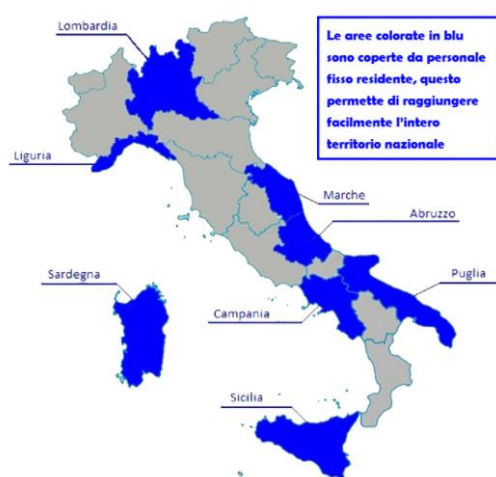 Lombardia
Le aree colorate in blu
sono coperte da personale
fisso residente, questo
permette di raggiungere
facilmente l'intero
territorio nazionale
Liguria
Marche
Abruzzo
Sardegna
Puglia
Campania
Sicilia